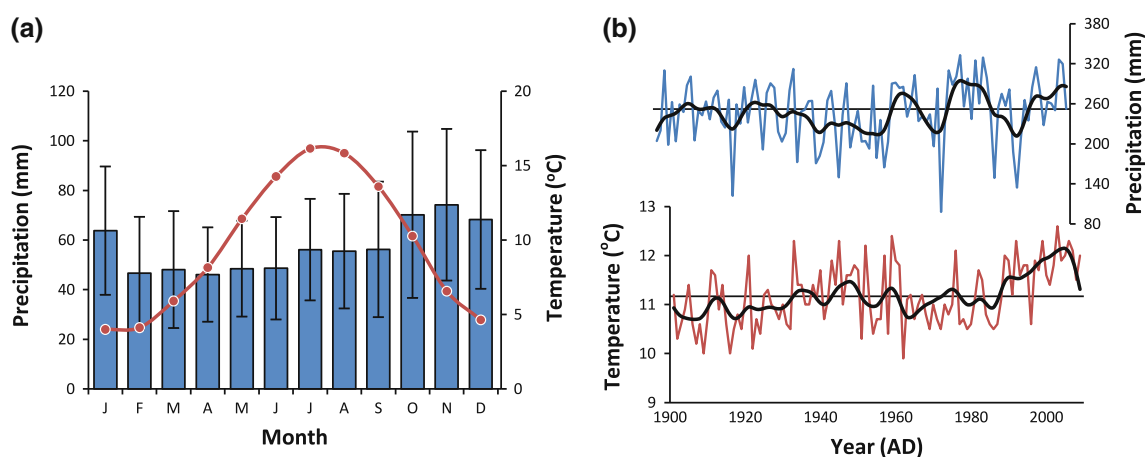 (a)
Precipitation (mm)
120
100
80
60
40
20
0
20
15
10
5
0
Temperature (°C)
J F M A M J J A S O N D
Month
(b)
380
320
260
200
140
80
Precipitation (mm)
13
12
11
10
9
Temperature (°C)
1900 1920 1940 1960 1980 2000
Year (AD)